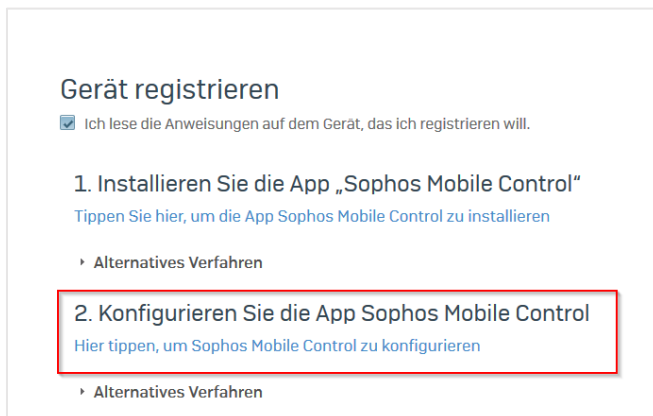 Gerät registrieren
Ich lese die Anweisungen auf dem Gerät, das ich registrieren will.
1. Installieren Sie die App „Sophos Mobile Control“
Tippen Sie hier, um die App Sophos Mobile Control zu installieren
Alternatives Verfahren
2. Konfigurieren Sie die App Sophos Mobile Control
Hier tippen, um Sophos Mobile Control zu konfigurieren
Alternatives Verfahren